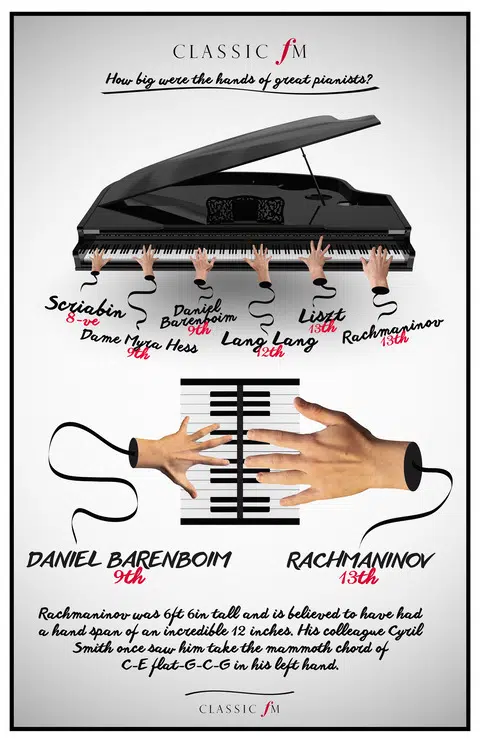 CLASSIC fM
How big were the hands of great pianists?
Scriabin
8-ve
Dame Myra Hess
9th
Daniel
Barenboim
9th
Lang Lang
12th
Liszt
13th
Rachmaninov
13th
DANIEL BARENBOIM
9th
RACHMANINOV
13th
Rachmaninov was 6ft 6in tall and is believed to have had
a hand span of an incredible 12 inches. His colleague Cyril
Smith once saw him take the mammoth chord of
C-E flat-G-C-G in his left hand.
CLASSIC fM